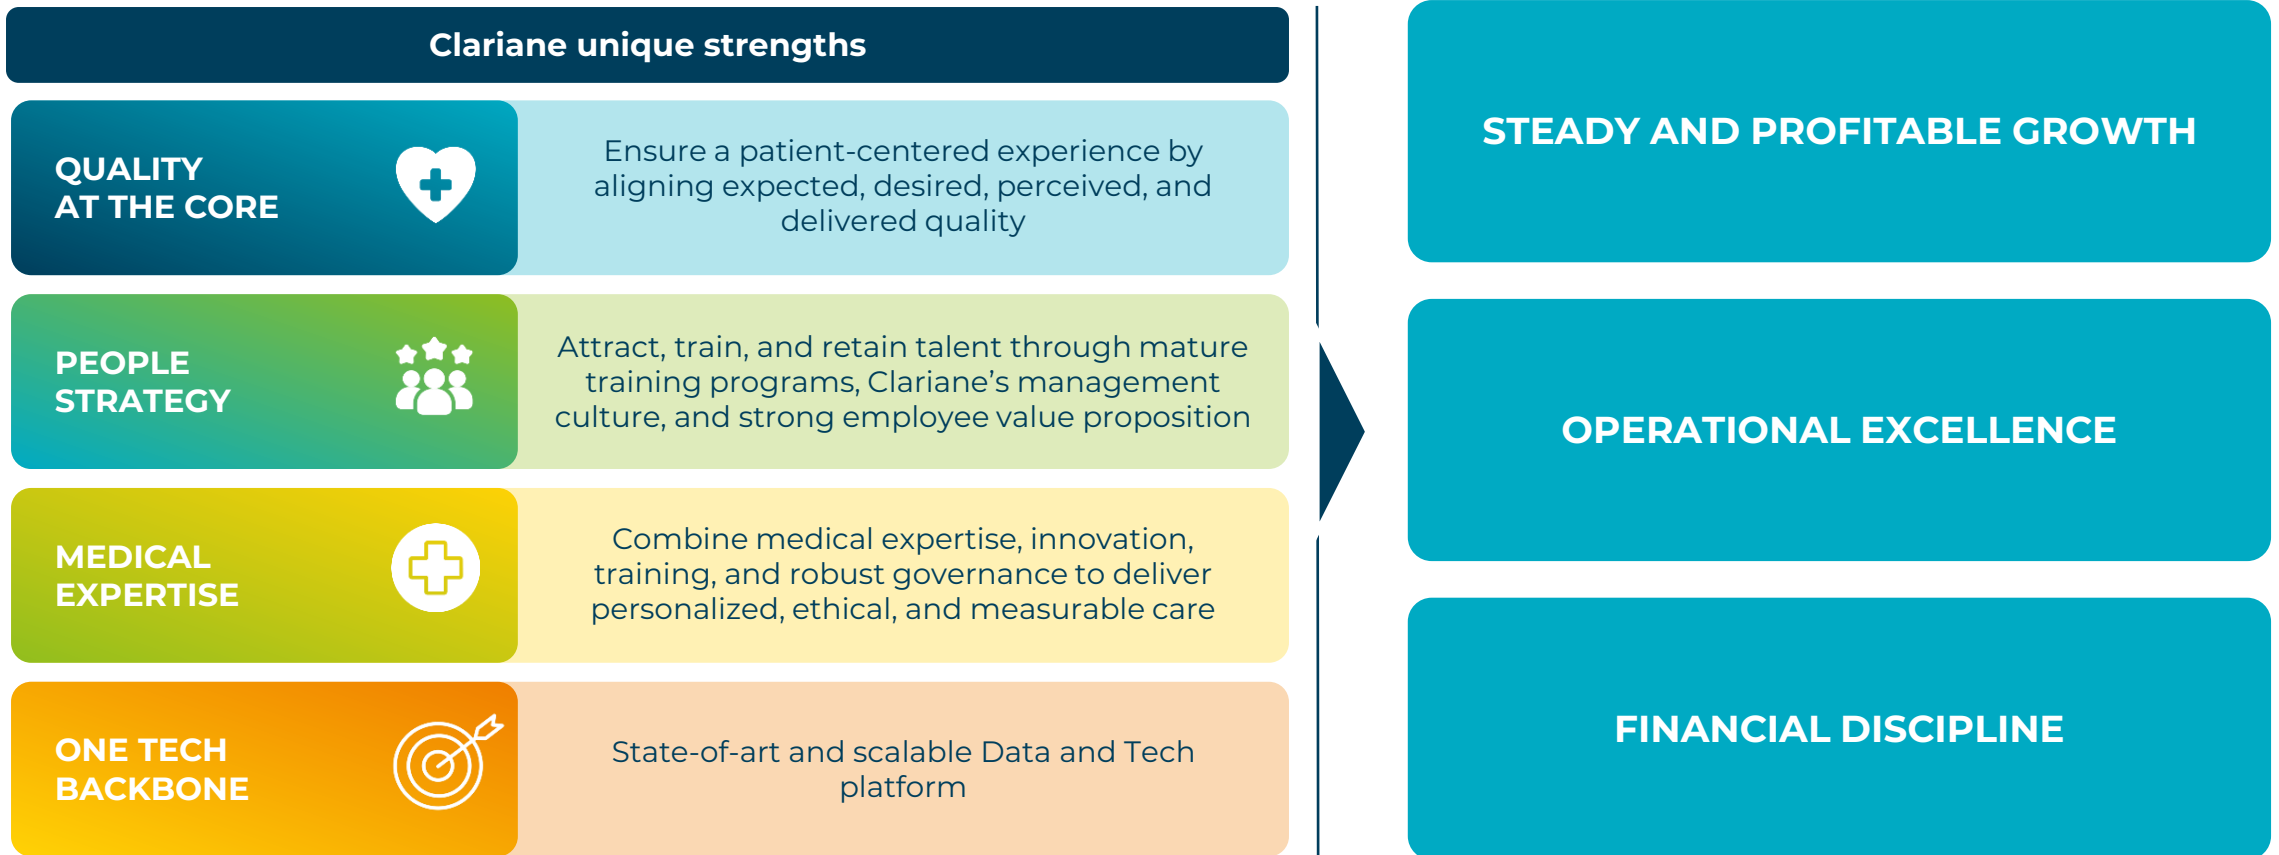 Clariane unique strengths
QUALITY
AT THE CORE
Ensure a patient-centered experience by
aligning expected, desired, perceived, and
delivered quality
PEOPLE
STRATEGY
Attract, train, and retain talent through mature
training programs, Clariane’s management
culture, and strong employee value proposition
MEDICAL
EXPERTISE
Combine medical expertise, innovation,
training, and robust governance to deliver
personalized, ethical, and measurable care
ONE TECH
BACKBONE
State-of-art and scalable Data and Tech
platform
STEADY AND PROFITABLE GROWTH
OPERATIONAL EXCELLENCE
FINANCIAL DISCIPLINE